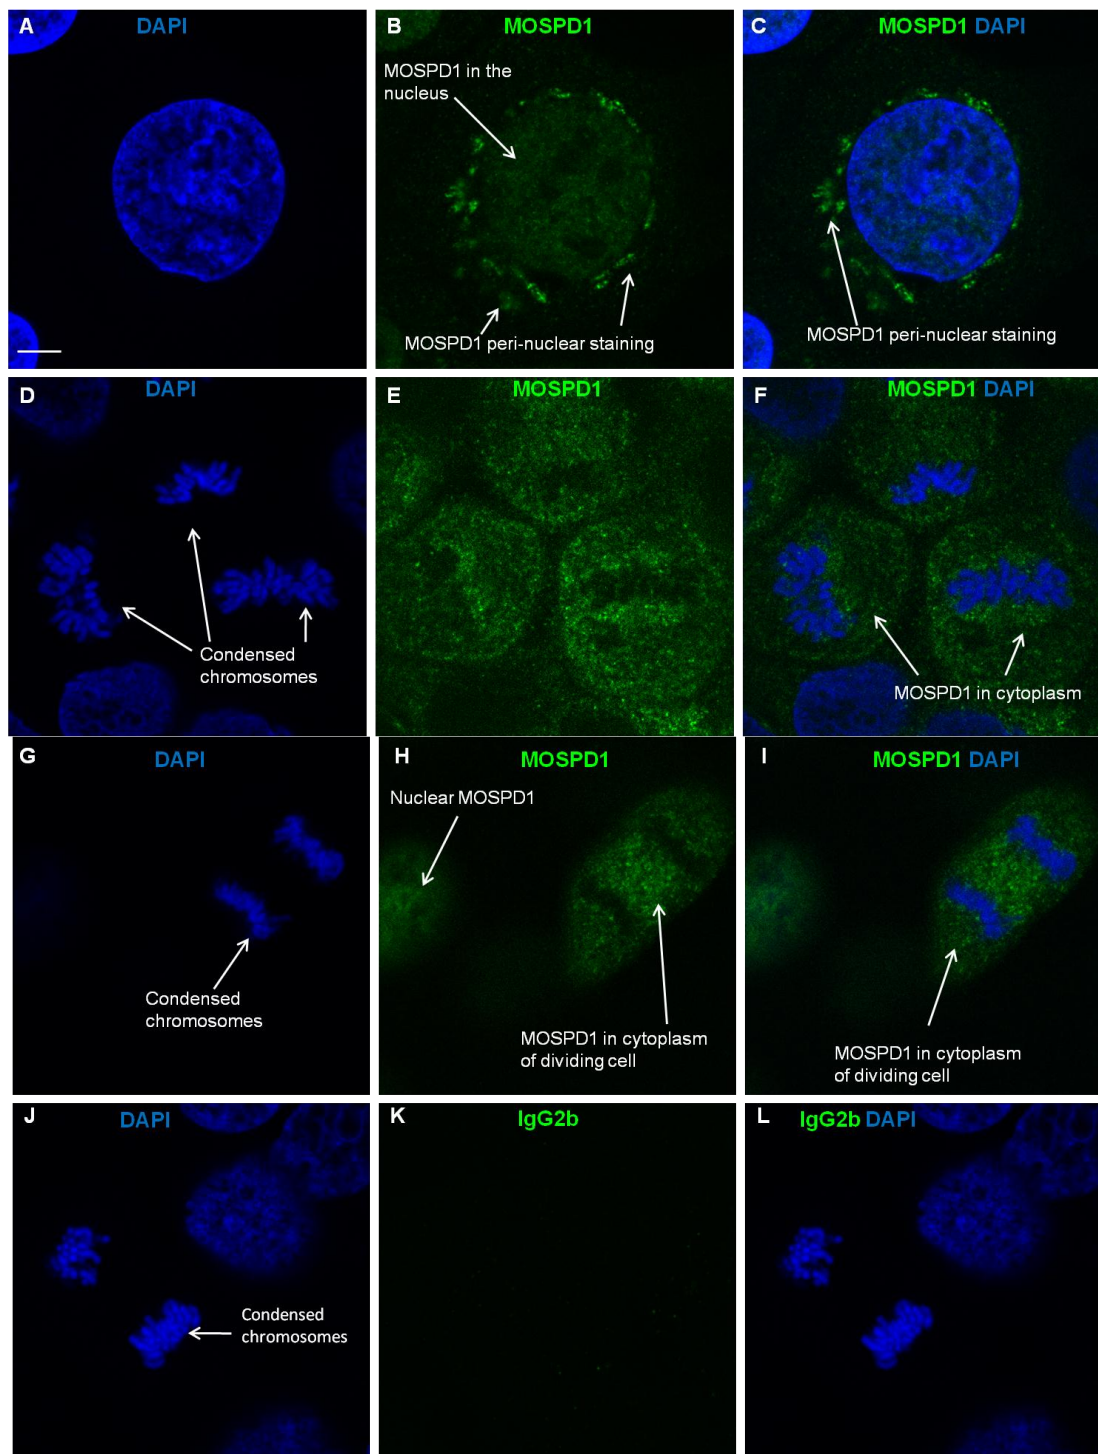 A
DAPI
B
MOSPD1
MOSPD1 in the
nucleus
MOSPD1 peri-nuclear staining
C
MOSPD1 DAPI
MOSPD1 peri-nuclear staining
D
DAPI
Condensed
chromosomes
E
MOSPD1
F
MOSPD1 DAPI
MOSPD1 in cytoplasm
G
DAPI
Condensed
chromosomes
H
MOSPD1
Nuclear MOSPD1
MOSPD1 in cytoplasm
of dividing cell
I
MOSPD1 DAPI
MOSPD1 in cytoplasm
of dividing cell
J
DAPI
Condensed
chromosomes
K
IgG2b
L
IgG2b DAPI